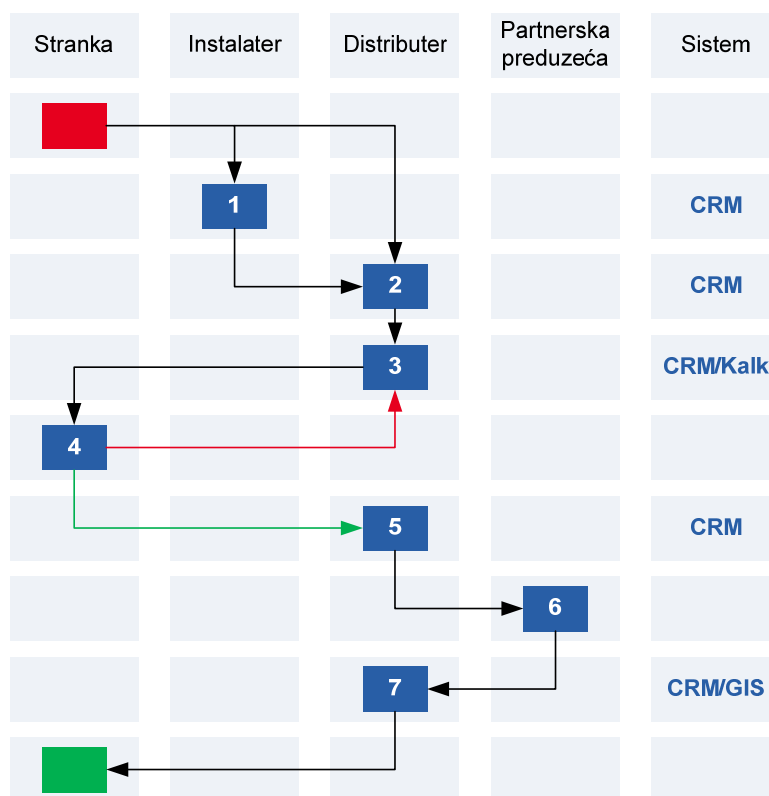 Stranka
Instalater
Distributer
Partnerska
preduzeća
Sistem
1
CRM
2
CRM
3
CRM/Kalk
4
5
CRM
6
7
CRM/GIS